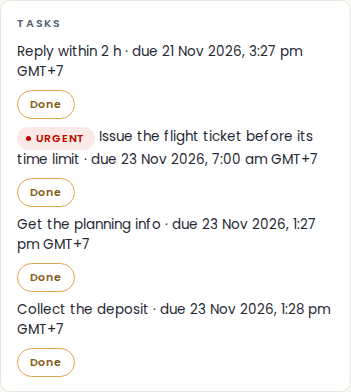 TASKS
Reply within 2 h · due 21 Nov 2026, 3:27 pm
GMT+7
Done
URGENT Issue the flight ticket before its
time limit · due 23 Nov 2026, 7:00 am GMT+7
Done
Get the planning info · due 23 Nov 2026, 1:27
pm GMT+7
Done
Collect the deposit · due 23 Nov 2026, 1:28 pm
GMT+7
Done